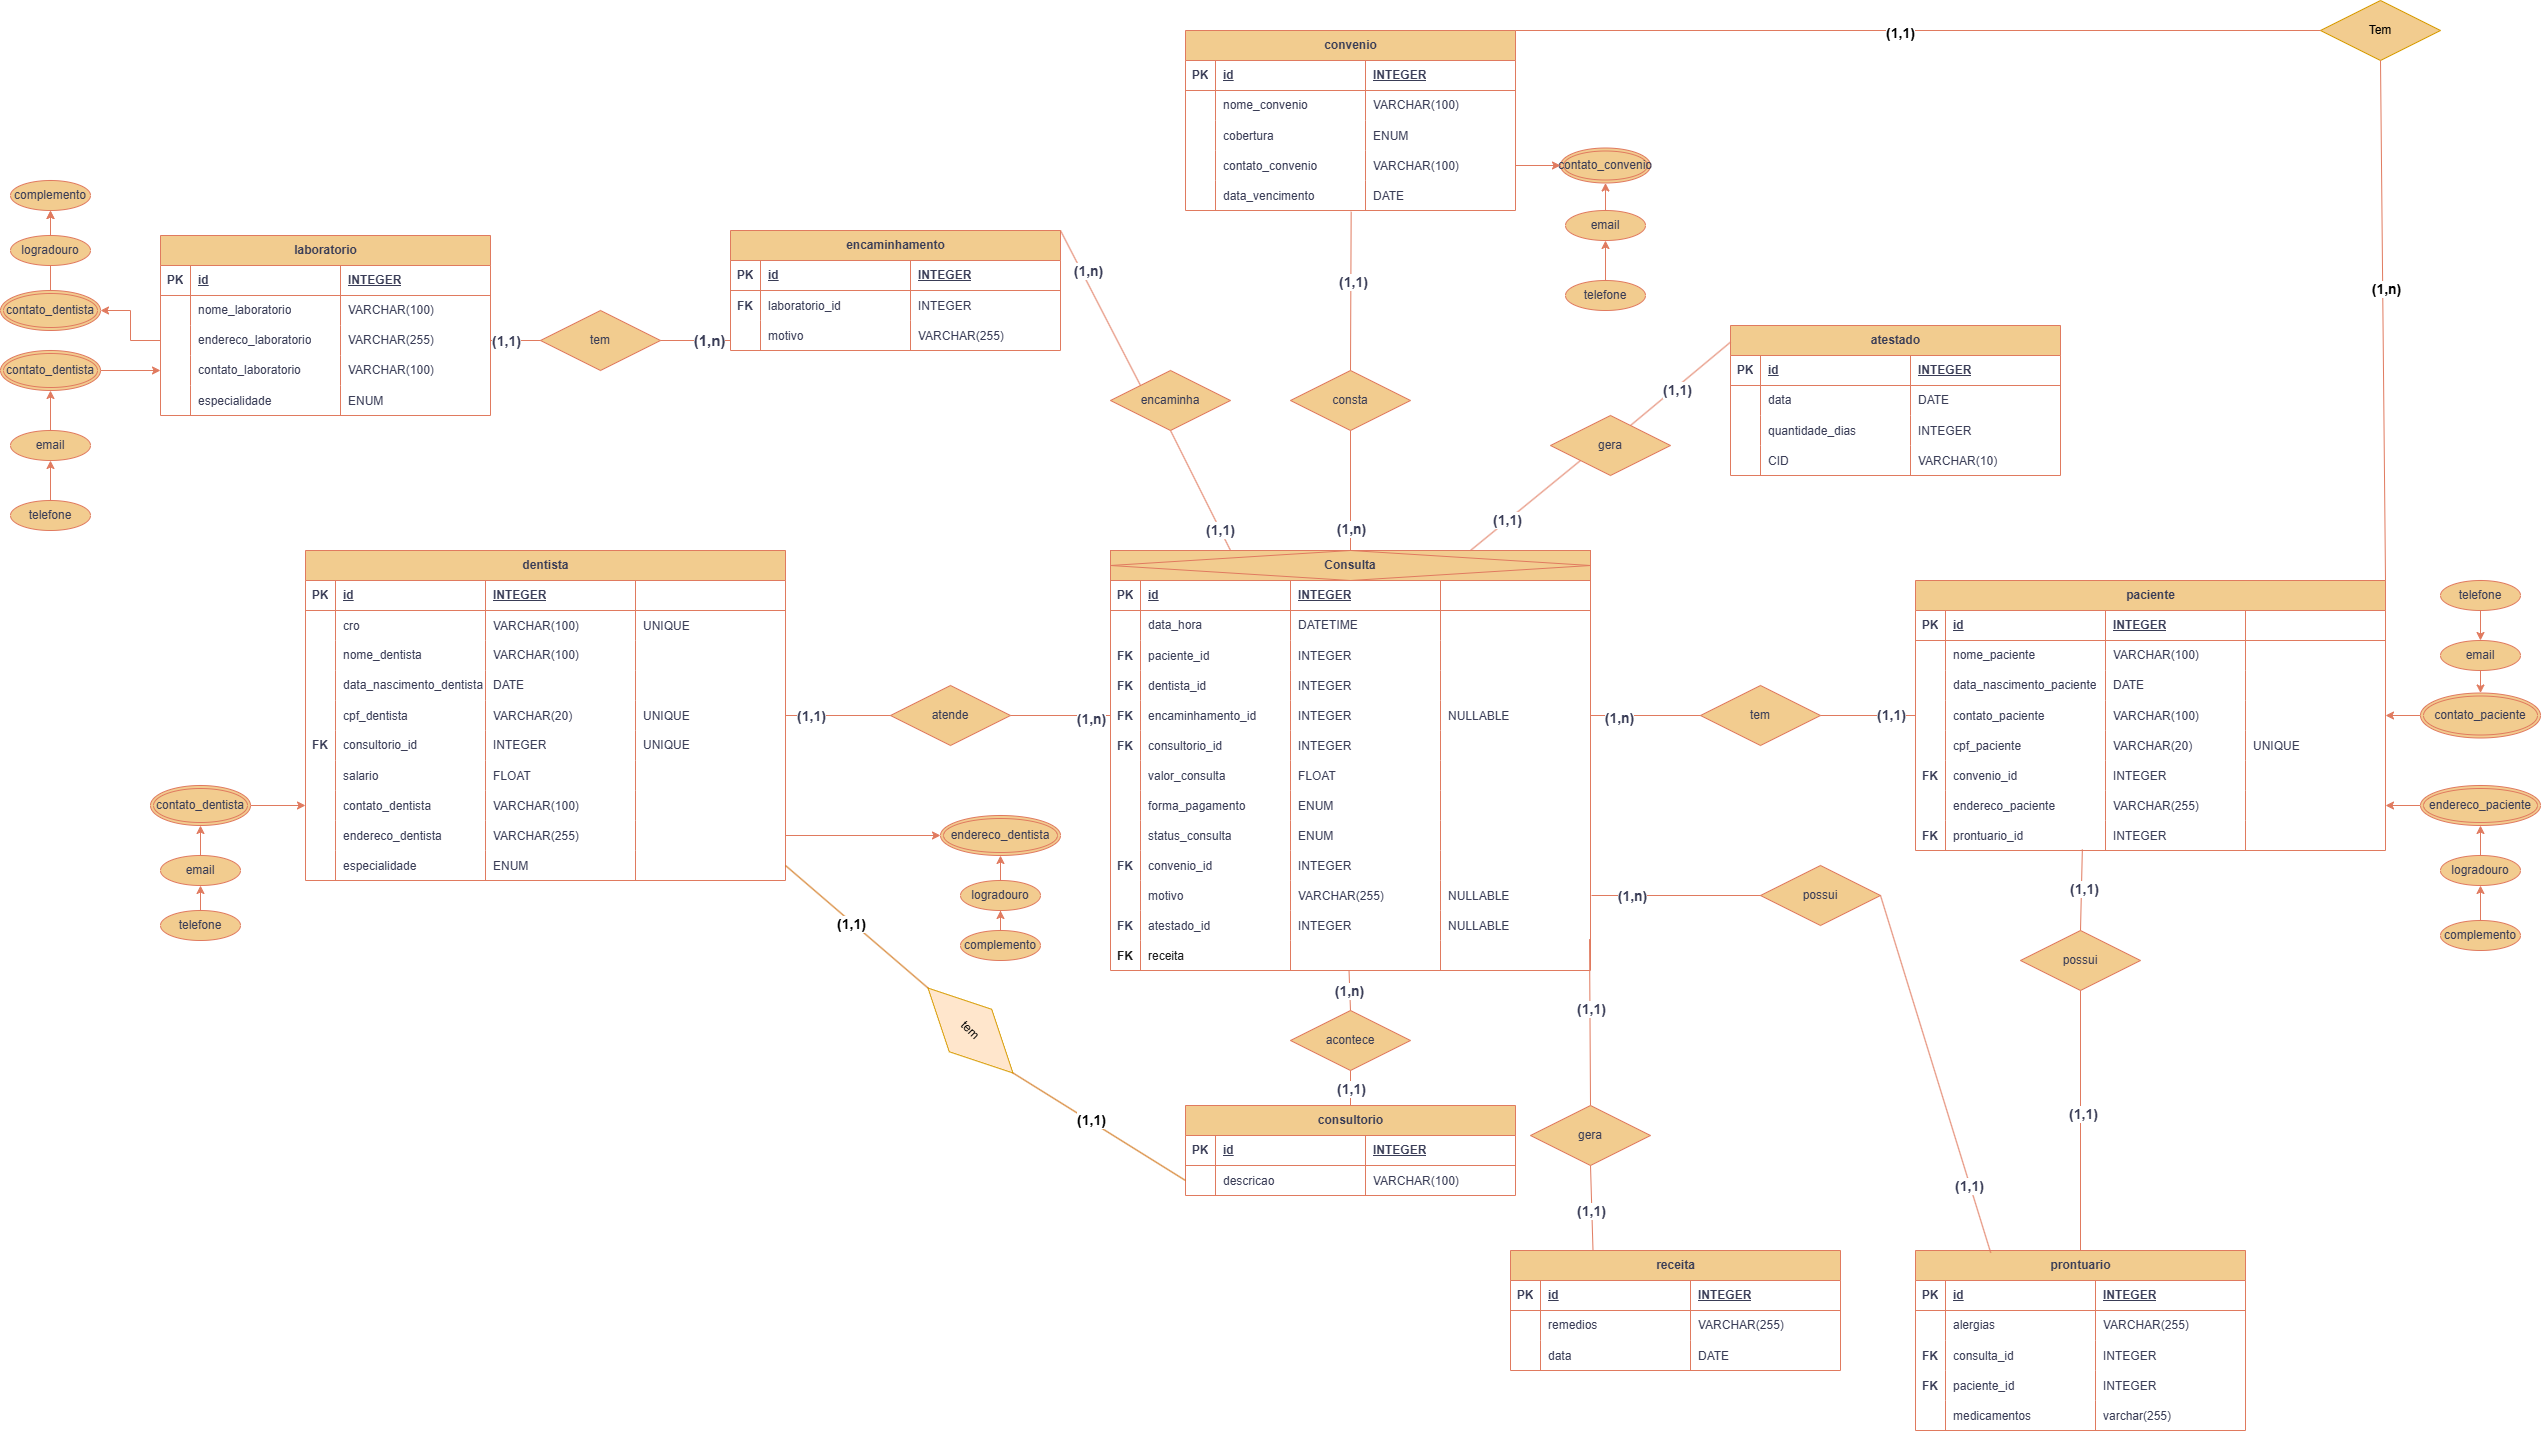 convenio
PK id INTEGER
nome_convenio VARCHAR(100)
cobertura ENUM
contato_convenio VARCHAR(100)
data_vencimento DATE
(1,1)
Tem
(1,n)
contato_convenio
email
telefone
complemento
logradouro
contato_dentista
contato_dentista
email
telefone
laboratorio
PK id INTEGER
nome_laboratorio VARCHAR(100)
endereco_laboratorio VARCHAR(255)
contato_laboratorio VARCHAR(100)
especialidade ENUM
(1,1)
tem
(1,n)
encaminhamento
PK id INTEGER
FK laboratorio_id INTEGER
motivo VARCHAR(255)
(1,n)
encaminha
(1,1)
(1,1)
consta
(1,n)
atestado
PK id INTEGER
data DATE
quantidade_dias INTEGER
CID VARCHAR(10)
(1,1)
gera
(1,1)
dentista
PK id INTEGER
cro VARCHAR(100) UNIQUE
nome_dentista VARCHAR(100)
data_nascimento_dentista DATE
cpf_dentista VARCHAR(20) UNIQUE
FK consultorio_id INTEGER UNIQUE
salario FLOAT
contato_dentista VARCHAR(100)
endereco_dentista VARCHAR(255)
especialidade ENUM
contato_dentista
email
telefone
(1,1)
atende
(1,n)
endereco_dentista
logradouro
complemento
Consulta
PK id INTEGER
data_hora DATETIME
FK paciente_id INTEGER
FK dentista_id INTEGER
FK encaminhamento_id INTEGER NULLABLE
FK consultorio_id INTEGER
valor_consulta FLOAT
forma_pagamento ENUM
status_consulta ENUM
FK convenio_id INTEGER
motivo VARCHAR(255) NULLABLE
FK atestado_id INTEGER NULLABLE
FK receita
(1,n)
tem
(1,1)
paciente
PK id INTEGER
nome_paciente VARCHAR(100)
data_nascimento_paciente DATE
contato_paciente VARCHAR(100)
cpf_paciente VARCHAR(20) UNIQUE
FK convenio_id INTEGER
endereco_paciente VARCHAR(255)
FK prontuario_id INTEGER
telefone
email
contato_paciente
endereco_paciente
logradouro
complemento
(1,n)
possui
(1,1)
(1,1)
possui
(1,1)
(1,1)
tem
(1,1)
(1,n)
acontece
(1,1)
consultorio
PK id INTEGER
descricao VARCHAR(100)
(1,1)
gera
(1,1)
receita
PK id INTEGER
remedios VARCHAR(255)
data DATE
prontuario
PK id INTEGER
alergias VARCHAR(255)
FK consulta_id INTEGER
FK paciente_id INTEGER
medicamentos varchar(255)